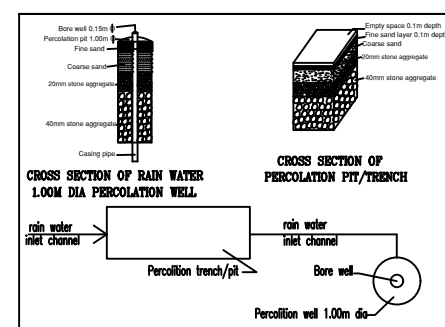 Bore well 0.15m ϕ
Percolation pit 1.00m ϕ
Fine sand
Coarse sand
20mm stone aggregate
40mm stone aggregate
Casing pipe
CROSS SECTION OF RAIN WATER
1.00M DIA PERCOLATION WELL
Empty space 0.1m depth
Fine sand layer 0.1m dept
Coarse sand
20mm stone aggregate
40mm stone aggregate
CROSS SECTION OF
PERCOLATION PIT/TRENCH
rain water
inlet channel
Percolition trench/pit
rain water
inlet channel
Bore well
Percolition well 1.00m dia